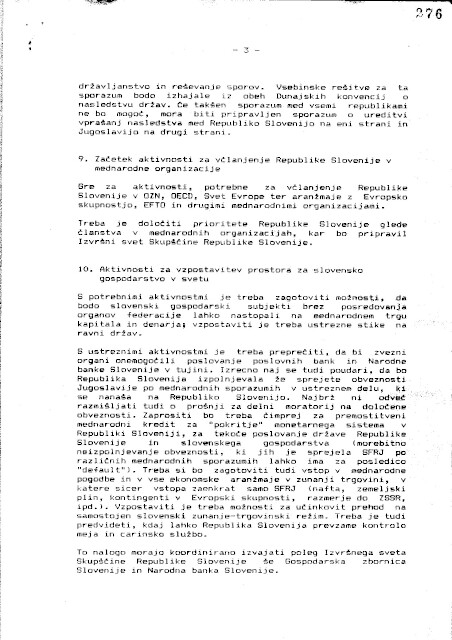 276
- 3 -
državljanstvo in reševanje sporov. Vsebinske rešitve za ta
sporazum bodo izhajale iz obeh Dunajskih konvencij o
nasledstvu držav. Če takšen sporazum med vsemi republikami
ne bo mogoč, mora biti pripravljen sporazum o ureditvi
vprašanj nasledstva med Republiko Slovenijo na eni strani in
Jugoslavijo na drugi strani.
9. Začetek aktivnosti za včlanjenje Republike Slovenije v
mednarodne organizacije
Gre za aktivnosti, potrebne za včlanjenje Republike
Slovenije v OZN, OECD, Svet Evrope ter aranžmaje z Evropsko
skupnostjo, EFTO in drugimi mednarodnimi organizacijami.
Treba je določiti prioritete Republike Slovenije glede
članstva v mednarodnih organizacijah, kar bo pripravil
Izvršni svet Skupščine Republike Slovenije.
10. Aktivnosti za vzpostavitev prostora za slovensko
gospodarstvo v svetu
S potrebnimi aktivnostmi je treba zagotoviti možnosti, da
bodo slovenski gospodarski subjekti brez posredovanja
organov federacije lahko nastopali na mednarodnem trgu
kapitala in denarja; vzpostaviti je treba ustrezne stike na
ravni držav.
S ustreznimi aktivnostmi je treba preprečiti, da bi zvezni
organi onemogočili poslovanje poslovnih bank in Narodne
banke Slovenije v tujini. Izrecno naj se tudi poudari, da bo
Republika Slovenija izpolnjevala že sprejete obveznosti
Jugoslavije po mednarodnih sporazumih v ustreznem delu, ki
se nanaša na Republiko Slovenijo. Najbrž ni odveč
razmišljati tudi o prošnji za delni moratorij na določene
obveznosti. Zaprositi bo treba čimprej za premostitveni
mednarodni kredit za "pokritje" monetarnega sistema v
Republiki Sloveniji, za tekoče poslovanje države Republike
Slovenije in slovenskega gospodarstva (morebitno
neizpolnjevanje obveznosti, ki jih je sprejela SFRJ po
različnih mednarodnih sporazumih lahko ima za posledico
"default"). Treba si bo zagotoviti tudi vstop v mednarodne
pogodbe in v vse ekonomske aranžmaje v zunanji trgovini, v
katere sicer vstopa zaenkrat samo SFRJ (nafta, zemeljski
plin, kontingenti v Evropski skupnosti, razmerje do ZSSR,
ipd.). Vzpostaviti je treba možnosti za učinkovit prehod na
samostojen slovenski zunanje-trgovinski režim. Treba je tudi
predvideti, kdaj lahko Republika Slovenija prevzame kontrolo
meja in carinsko službo.
To nalogo morajo koordinirano izvajati poleg Izvršnega sveta
Skupščine Republike Slovenije še Gospodarska zbornica
Slovenije in Narodna banka Slovenije.